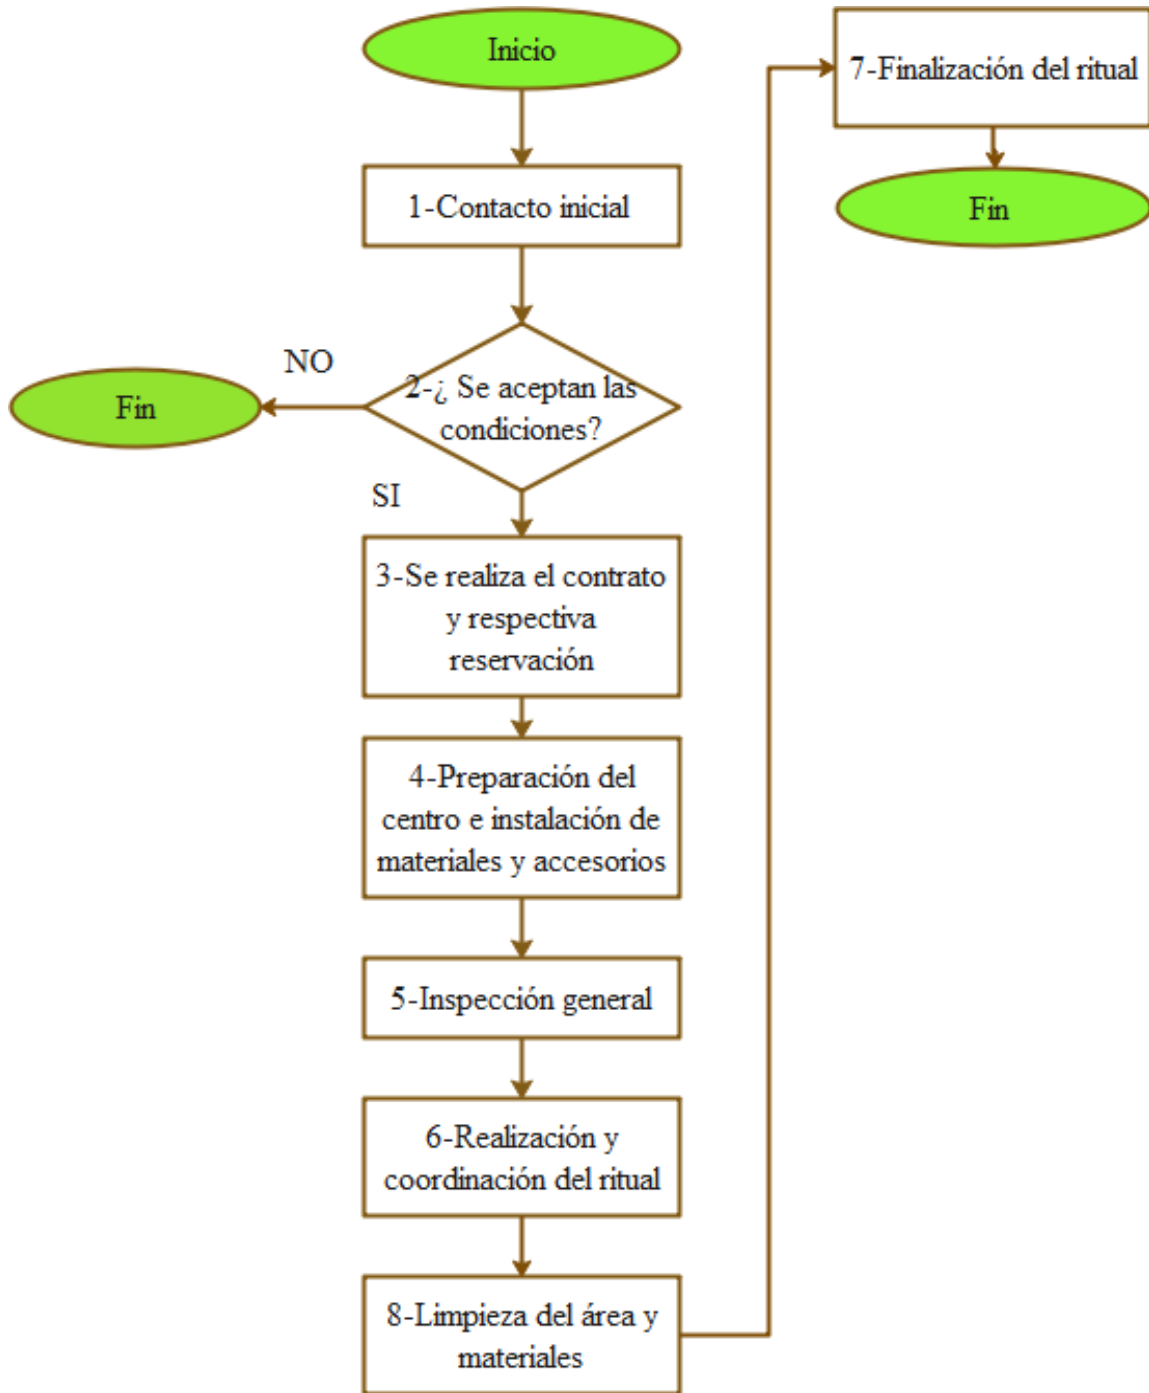 Inicio
1-Contacto inicial
NO
2-¿ Se aceptan las
condiciones?
Fin
SI
3-Se realiza el contrato
y respectiva
reservación
4-Preparación del
centro e instalación de
materiales y accesorios
5-Inspección general
6-Realización y
coordinación del ritual
8-Limpieza del área y
materiales
7-Finalización del ritual
Fin